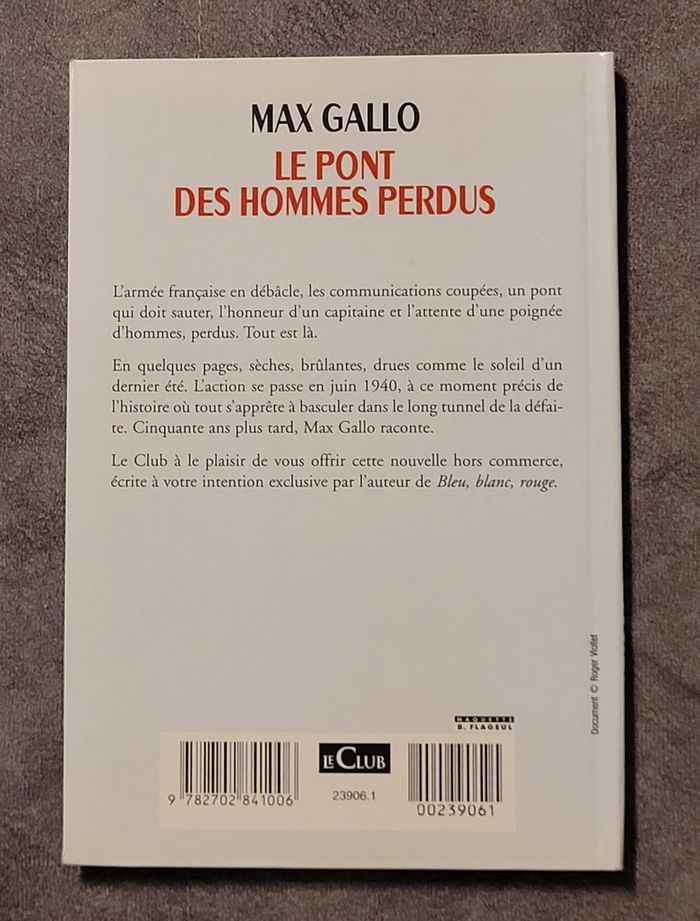 MAX GALLO
LE PONT
DES HOMMES PERDUS
L'armée française en débâcle, les communications coupées, un pont
qui doit sauter, l'honneur d'un capitaine et l'attente d'une poignée
d'hommes, perdus. Tout est là.
En quelques pages, sèches, brûlantes, drues comme le soleil d'un
dernier été. L'action se passe en juin 1940, à ce moment précis de
l'histoire où tout s'apprête à basculer dans le long tunnel de la défai-
te. Cinquante ans plus tard, Max Gallo raconte.
Le Club à le plaisir de vous offrir cette nouvelle hors commerce,
écrite à votre intention exclusive par l'auteur de Bleu, blanc, rouge.
Document © Roger Viollet
MAQUETTE
B. FLAGEUL
LE CLUB
9 782702 841006
23906.1
00239061